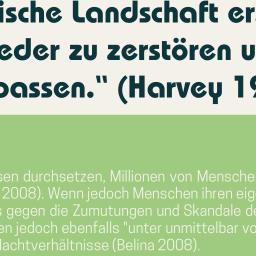 ische Landschaft er
eder zu zerstören u
passen.“ (Harvey 19
sen durchsetzen, Millionen von Mensche
2008). Wenn jedoch Menschen ihren eig
s gegen die Zumutungen und Skandale de
en jedoch ebenfalls "unter unmittelbar vo
Machtverhältnisse (Belina 2008).